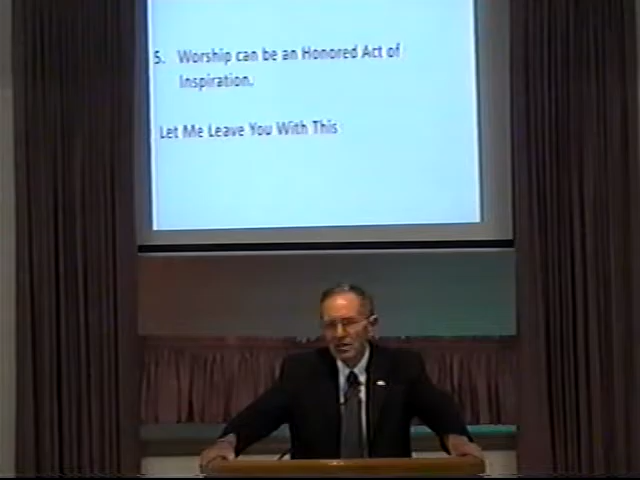 5. Worship can be an Honored Act of
Inspiration.
Let Me Leave You With This